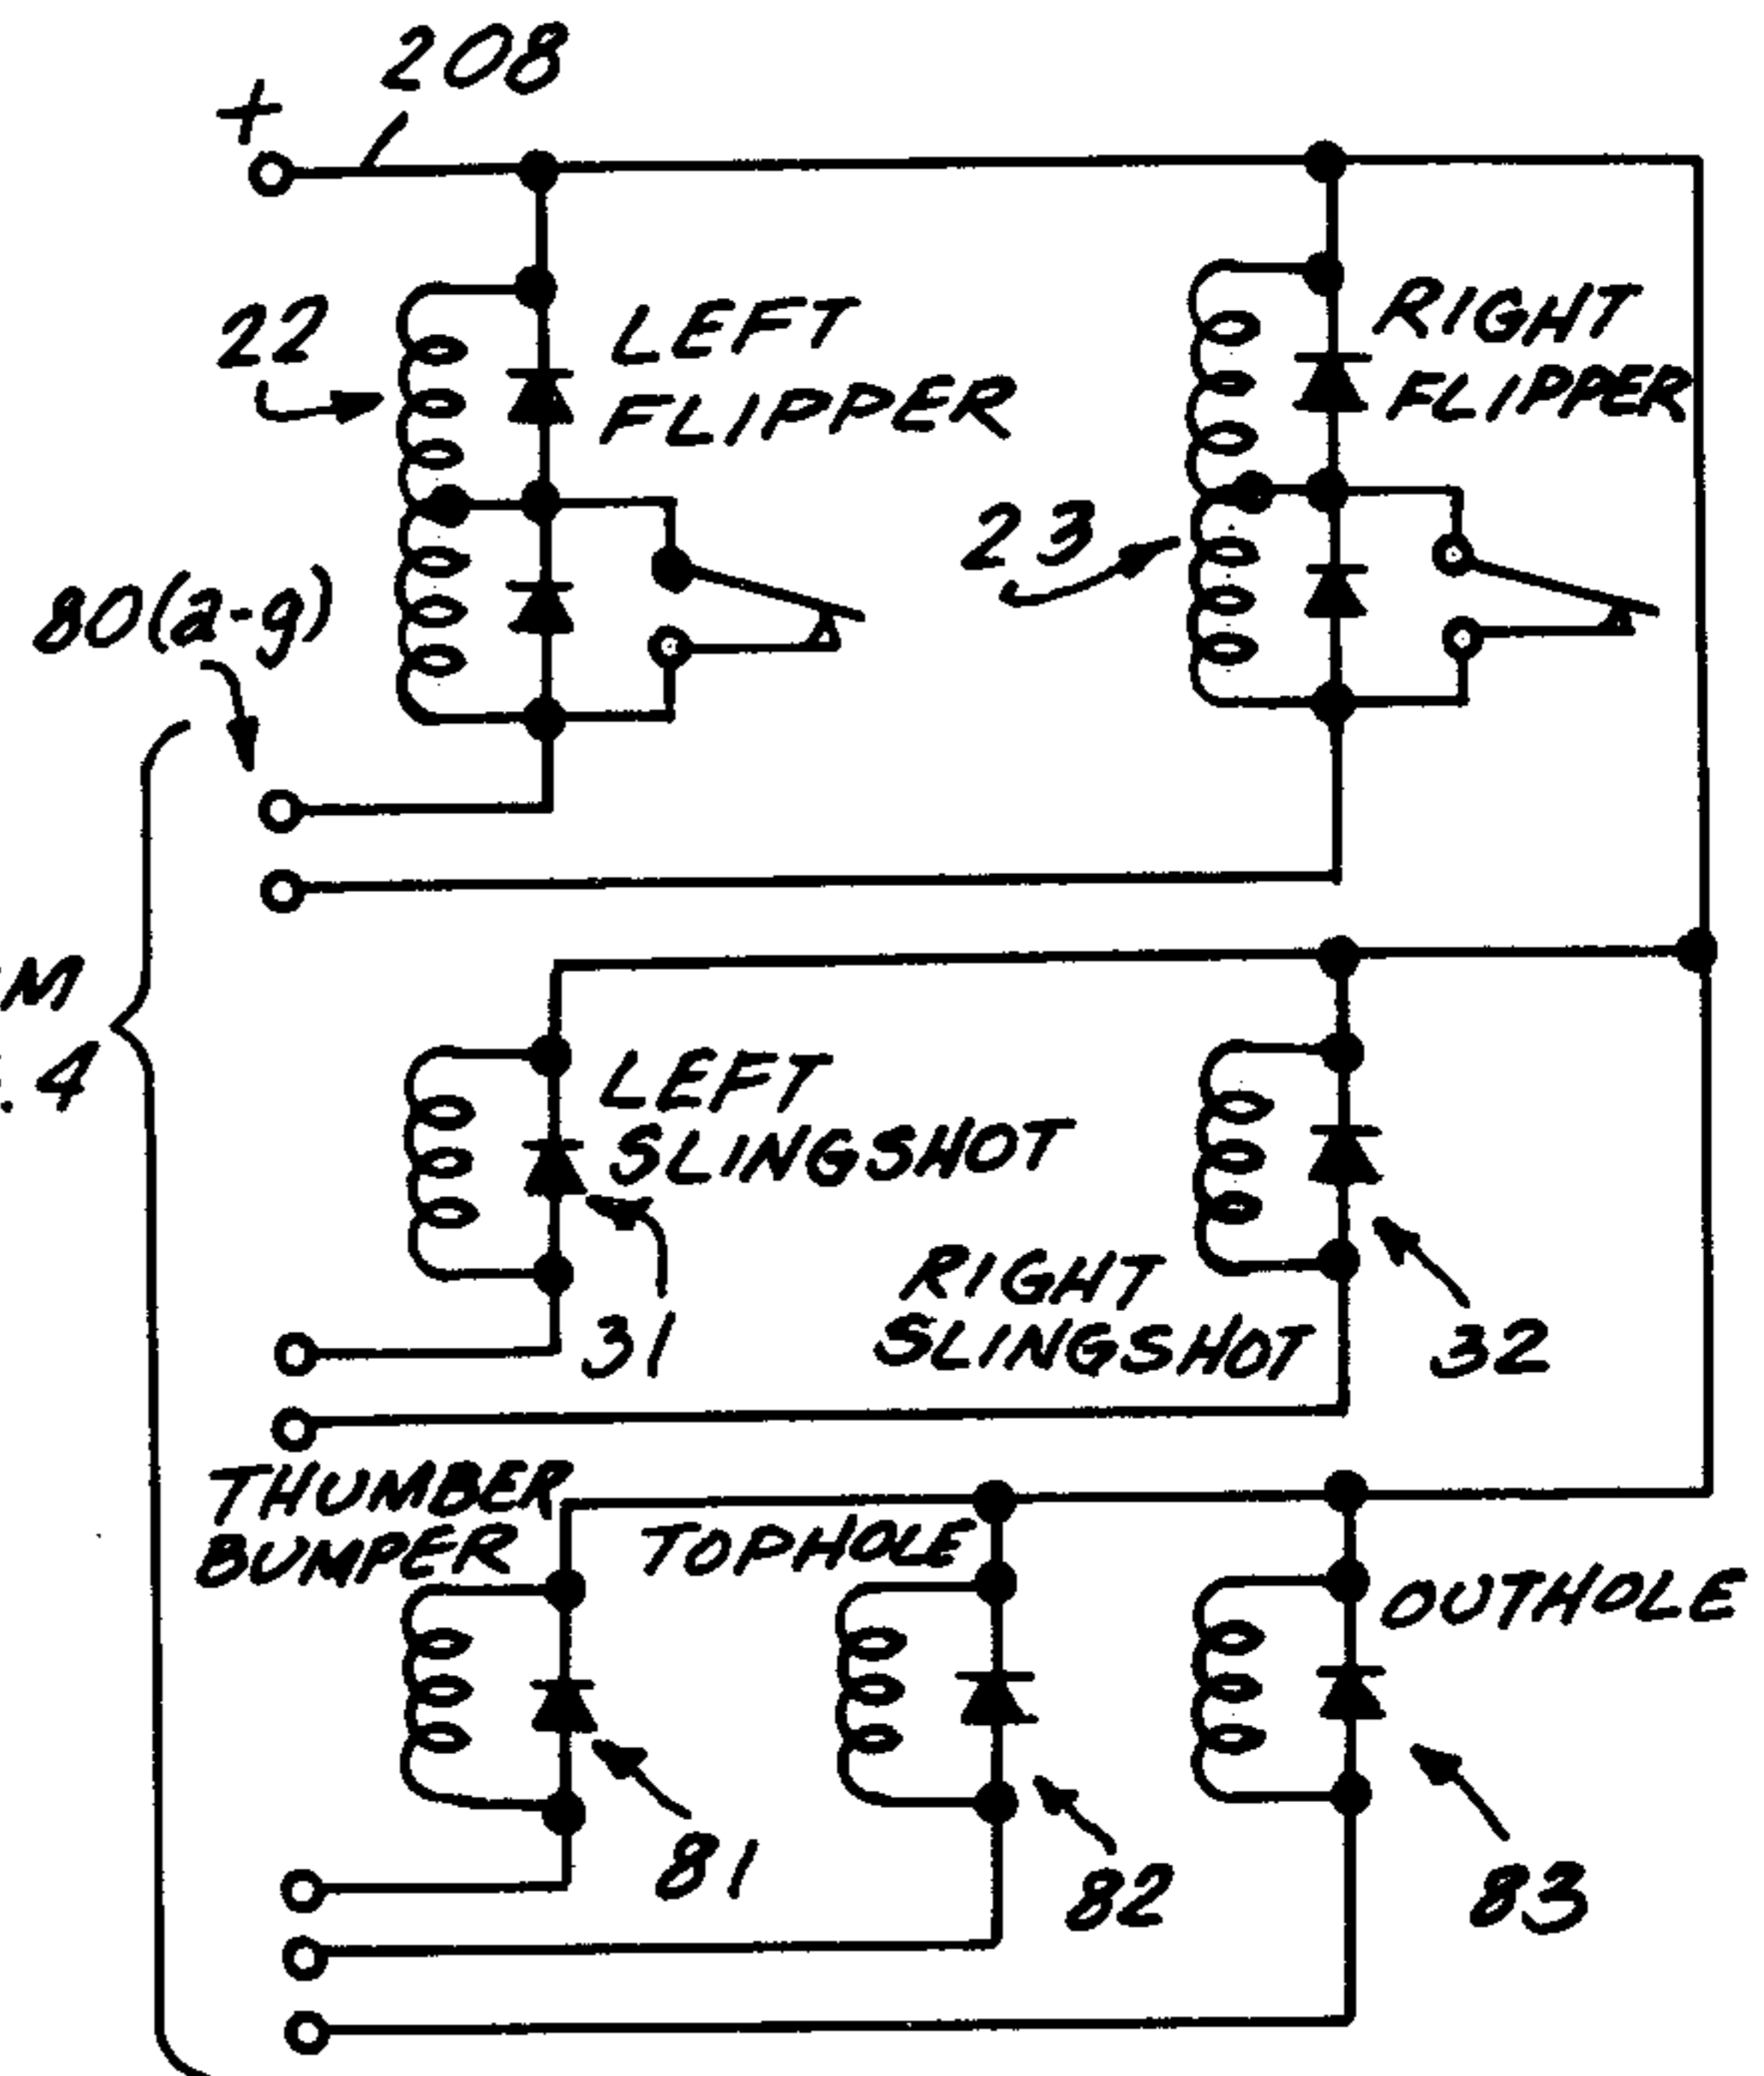 208
+
22
LEFT
FLIPPER
RIGHT
FLIPPER
23
80(a-g)
4
LEFT
SLINGSHOT
31
RIGHT
SLINGSHOT
32
THUMBER
BUMPER
TOPHOLE
OUTHOLE
81
82
83